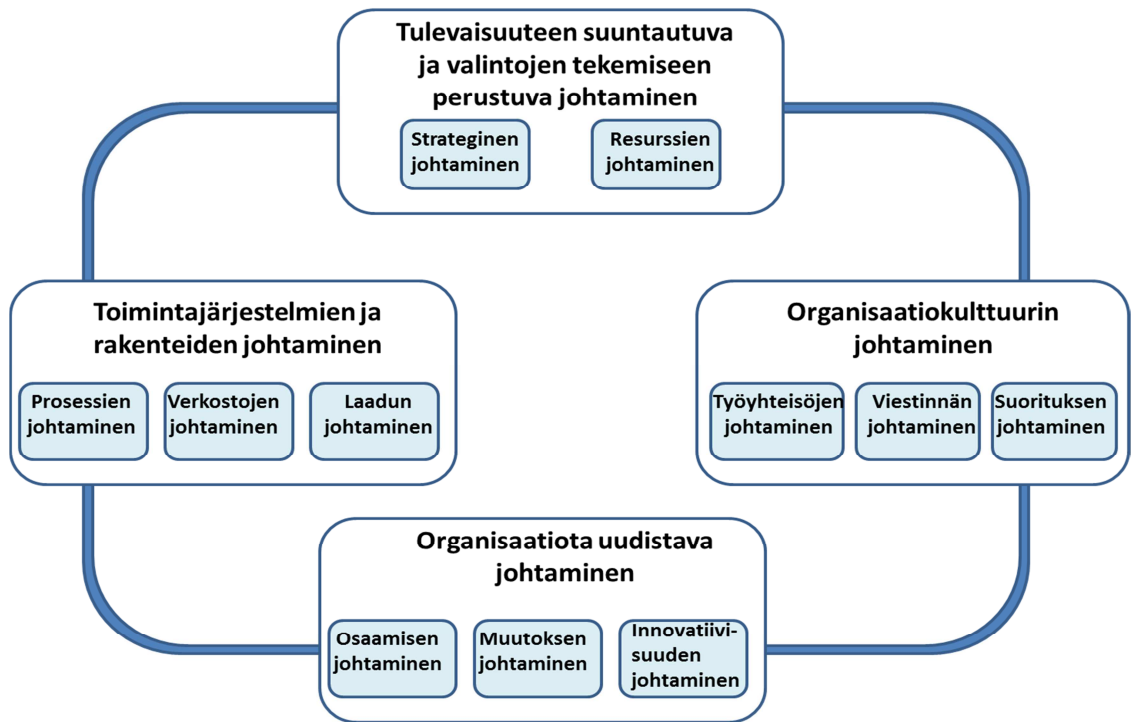 Tulevaisuuteen suuntautuva
ja valintojen tekemiseen
perustuva johtaminen
Strateginen
johtaminen
Resurssien
johtaminen
Toimintajärjestelmien ja
rakenteiden johtaminen
Prosessien
johtaminen
Verkostojen
johtaminen
Laadun
johtaminen
Organisaatiokulttuurin
johtaminen
Työyhteisöjen
johtaminen
Viestinnän
johtaminen
Suorituksen
johtaminen
Organisaatiota uudistava
johtaminen
Osaamisen
johtaminen
Muutoksen
johtaminen
Innovatiivi-
suuden
johtaminen